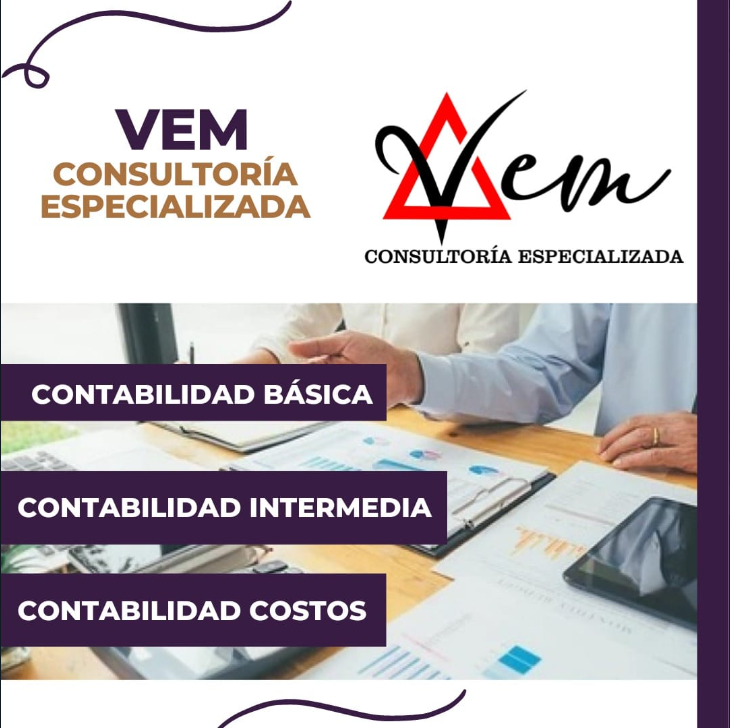 VEM
CONSULTORÍA
ESPECIALIZADA
Vem
CONSULTORÍA ESPECIALIZADA
CONTABILIDAD BÁSICA
CONTABILIDAD INTERMEDIA
CONTABILIDAD COSTOS